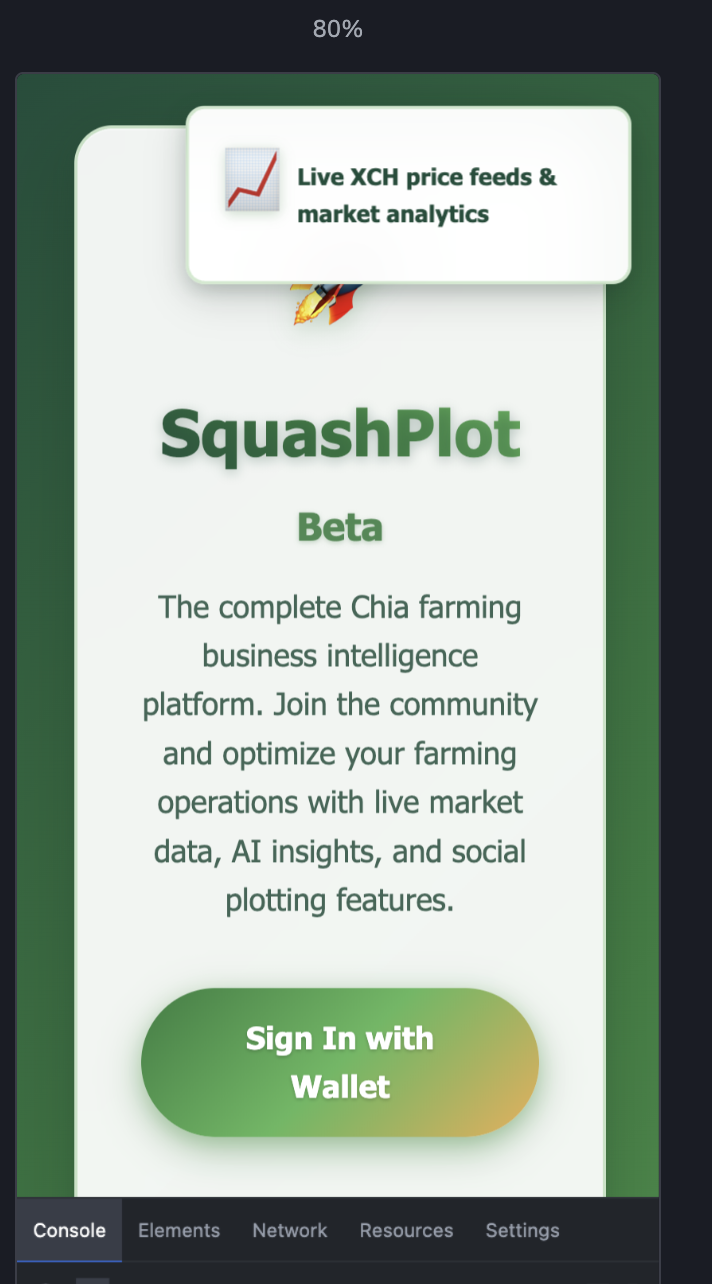 80%
Live XCH price feeds &
market analytics
SquashPlot
Beta
The complete Chia farming
business intelligence
platform. Join the community
and optimize your farming
operations with live market
data, AI insights, and social
plotting features.
Sign In with
Wallet
Console Elements Network Resources Settings